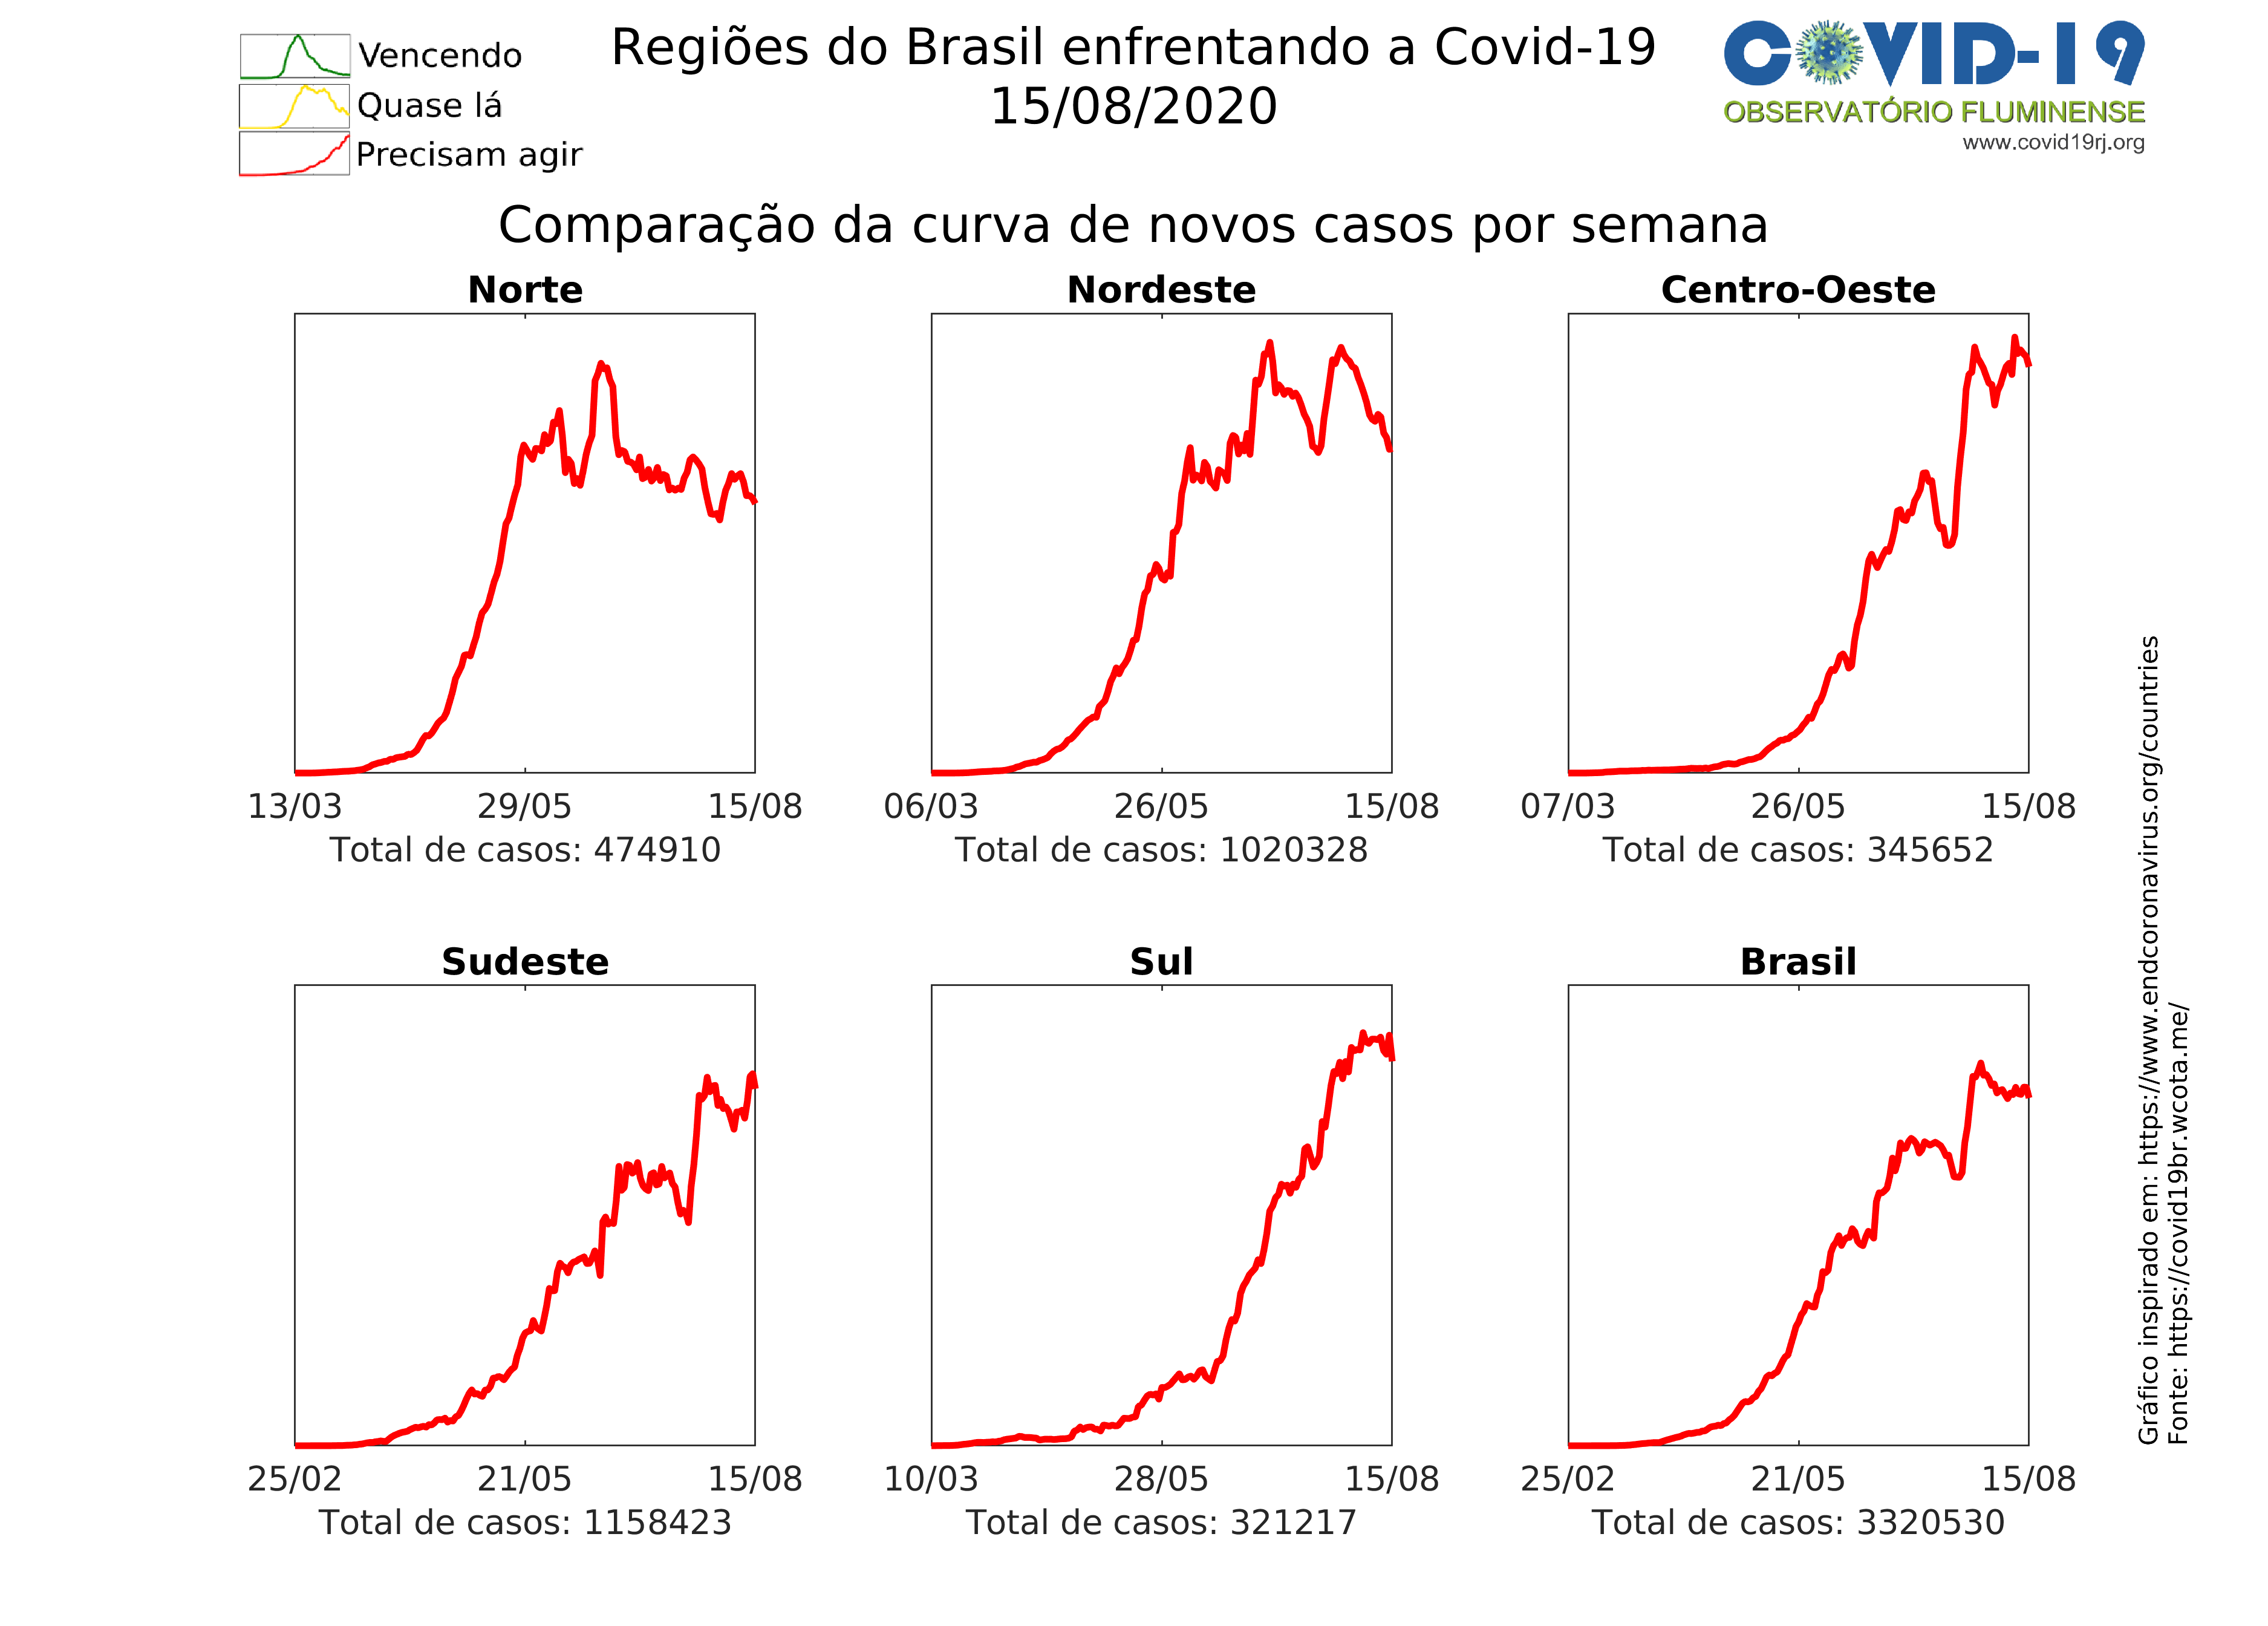 Vencendo
Quase lá
Precisam agir
Regiões do Brasil enfrentando a Covid-19
15/08/2020
COVID-19
OBSERVATÓRIO FLUMINENSE
www.covid19rj.org
Comparação da curva de novos casos por semana
Norte
13/03 29/05 15/08
Total de casos: 474910
Nordeste
06/03 26/05 15/08
Total de casos: 1020328
Centro-Oeste
07/03 26/05 15/08
Total de casos: 345652
Sudeste
25/02 21/05 15/08
Total de casos: 1158423
Sul
10/03 28/05 15/08
Total de casos: 321217
Brasil
25/02 21/05 15/08
Total de casos: 3320530
Gráfico inspirado em: https://www.endcoronavirus.org/countries
Fonte: https://covid19br.wcota.me/